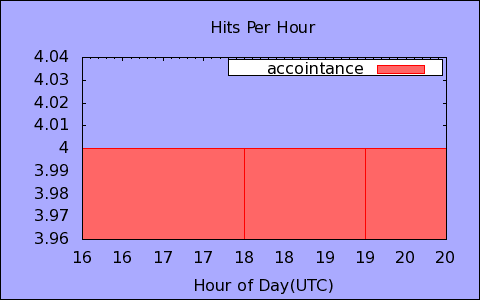 Hits Per Hour
accointance
4.04
4.03
4.02
4.01
4
3.99
3.98
3.97
3.96
16 16 17 17 18 18 19 19 20 20
Hour of Day(UTC)